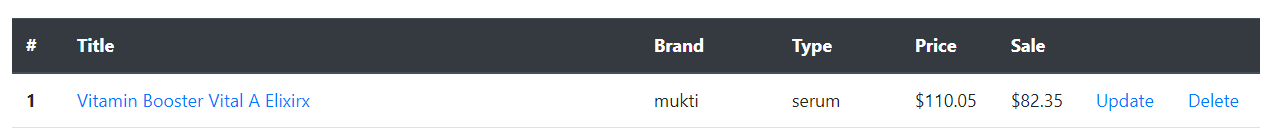 # Title Brand Type Price Sale
1 Vitamin Booster Vital A Elixirx mukti serum $110.05 $82.35 Update Delete